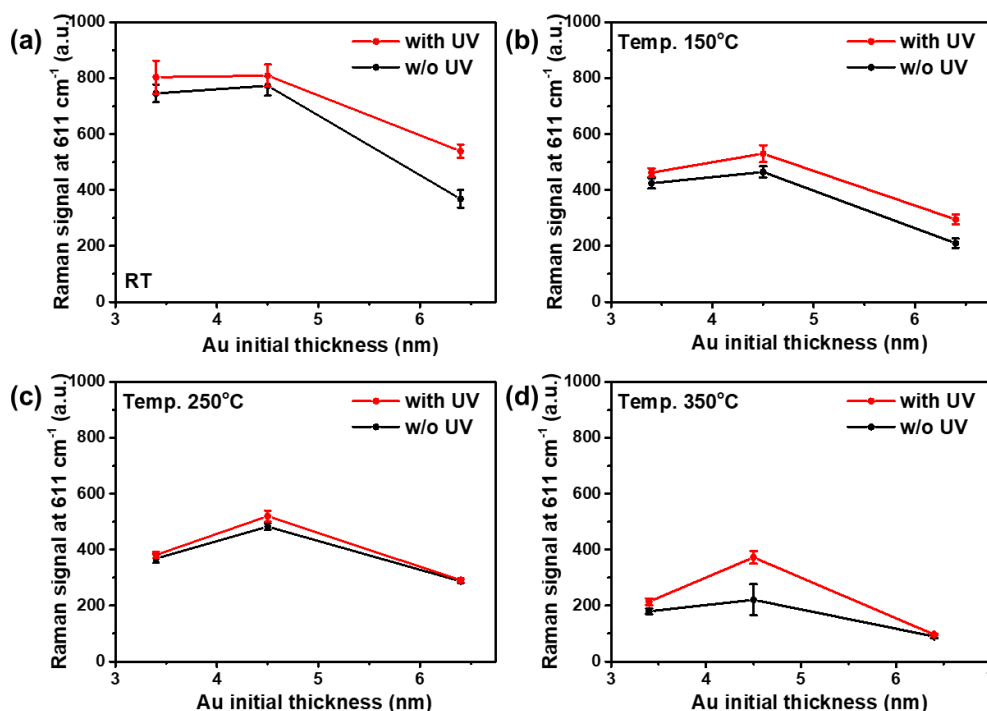 (a)
Raman signal at 611 cm⁻¹ (a.u.)
1000
800
600
400
200
0
with UV
w/o UV
RT
3 4 5 6
Au initial thickness (nm)
(b)
Raman signal at 611 cm⁻¹ (a.u.)
1000
800
600
400
200
0
Temp. 150°C
with UV
w/o UV
3 4 5 6
Au initial thickness (nm)
(c)
Raman signal at 611 cm⁻¹ (a.u.)
1000
800
600
400
200
0
Temp. 250°C
with UV
w/o UV
3 4 5 6
Au initial thickness (nm)
(d)
Raman signal at 611 cm⁻¹ (a.u.)
1000
800
600
400
200
0
Temp. 350°C
with UV
w/o UV
3 4 5 6
Au initial thickness (nm)